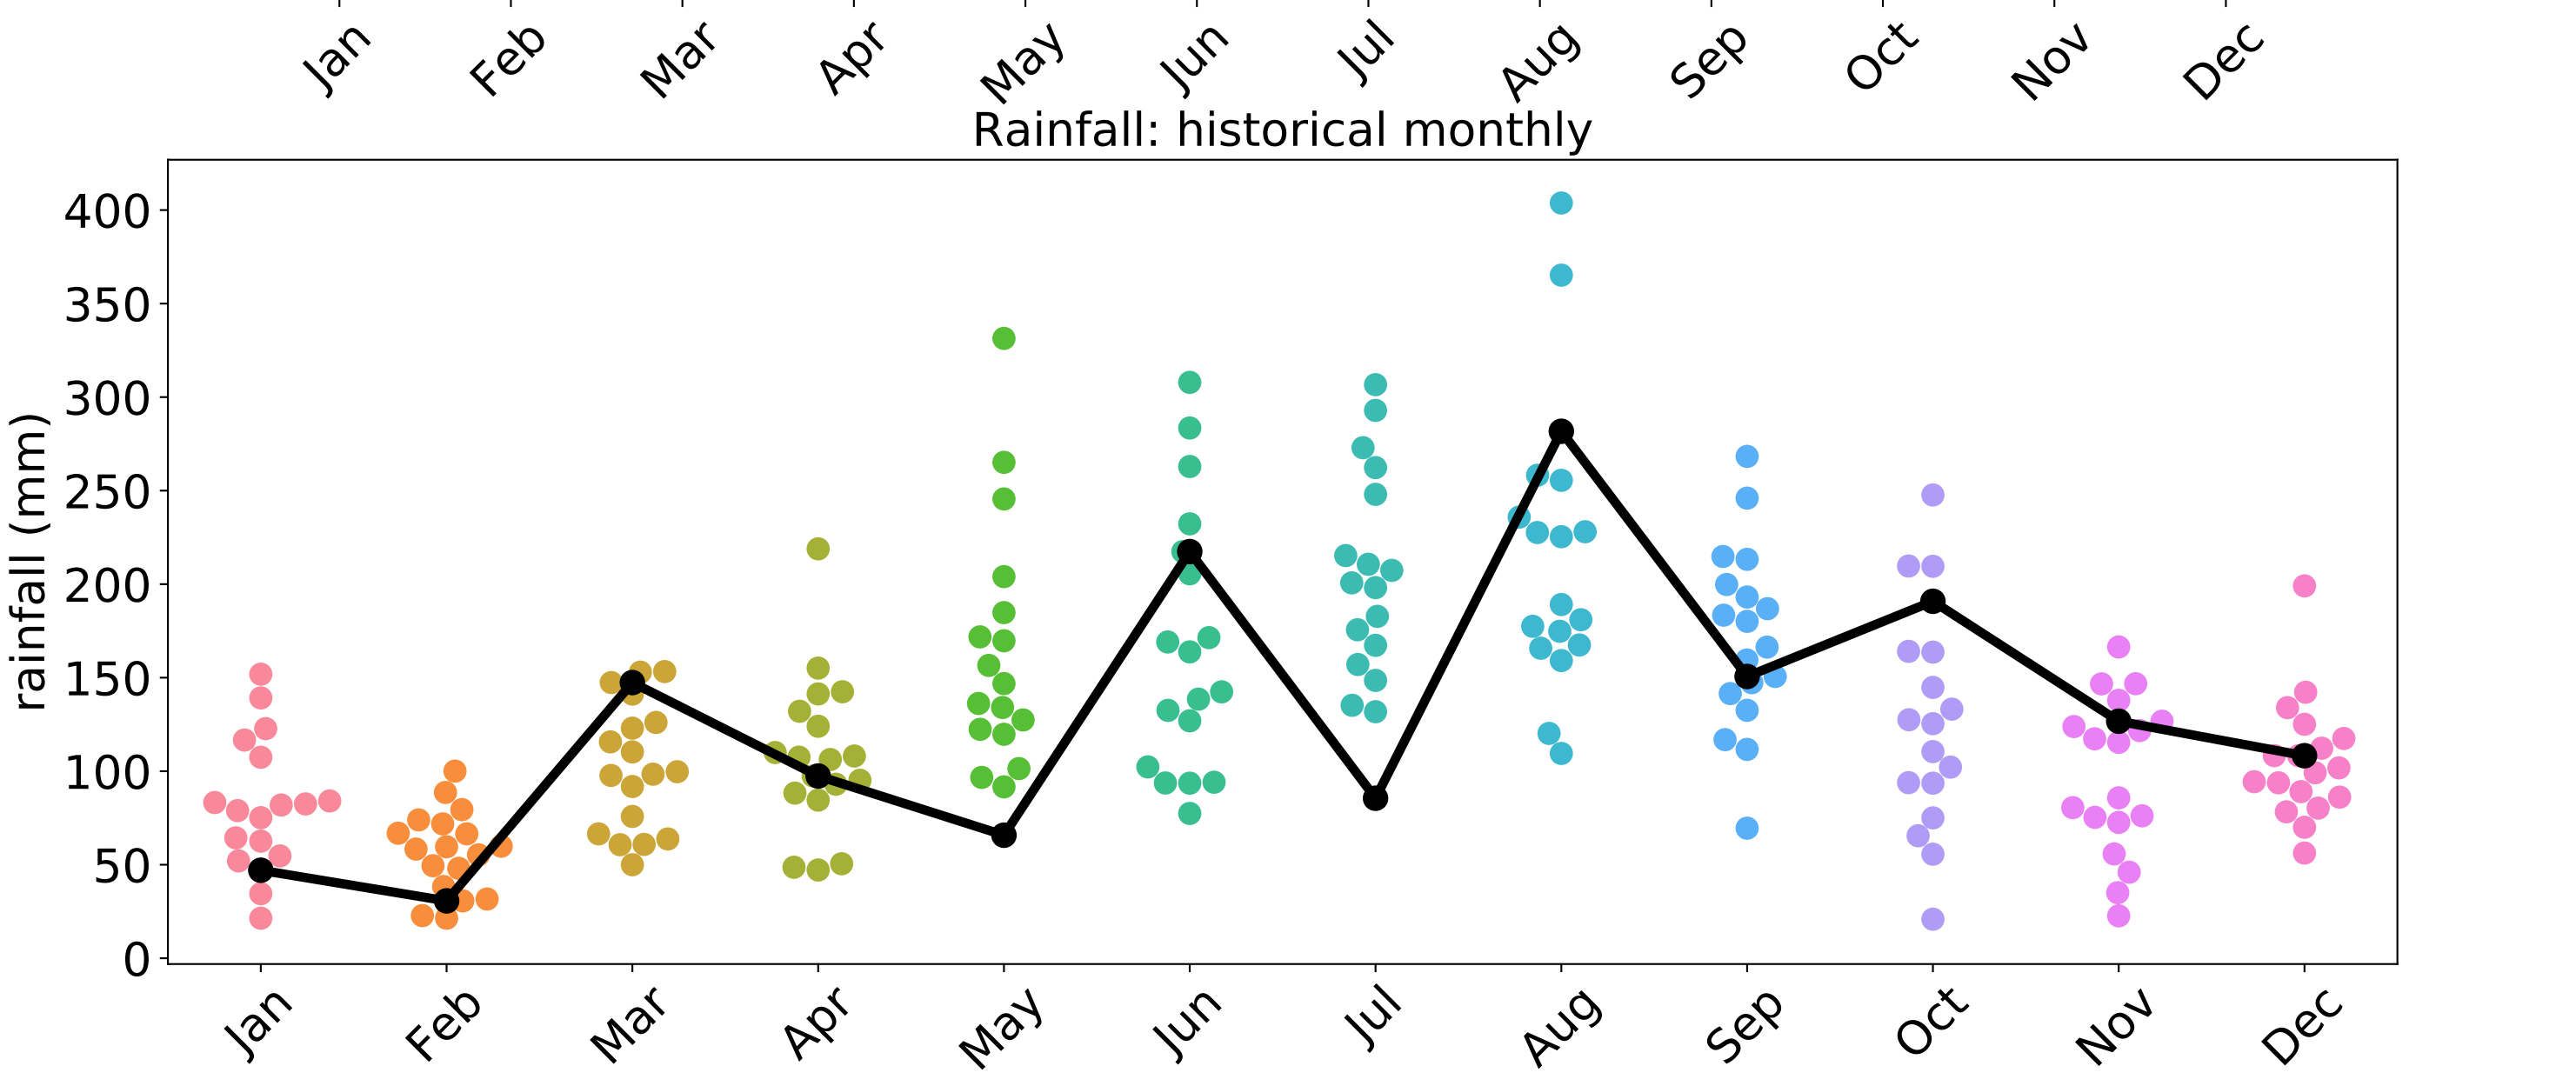 Jan Feb Mar Apr May Jun Jul Aug Sep Oct Nov Dec
Rainfall: historical monthly
rainfall (mm)
400
350
300
250
200
150
100
50
0
Jan Feb Mar Apr May Jun Jul Aug Sep Oct Nov Dec